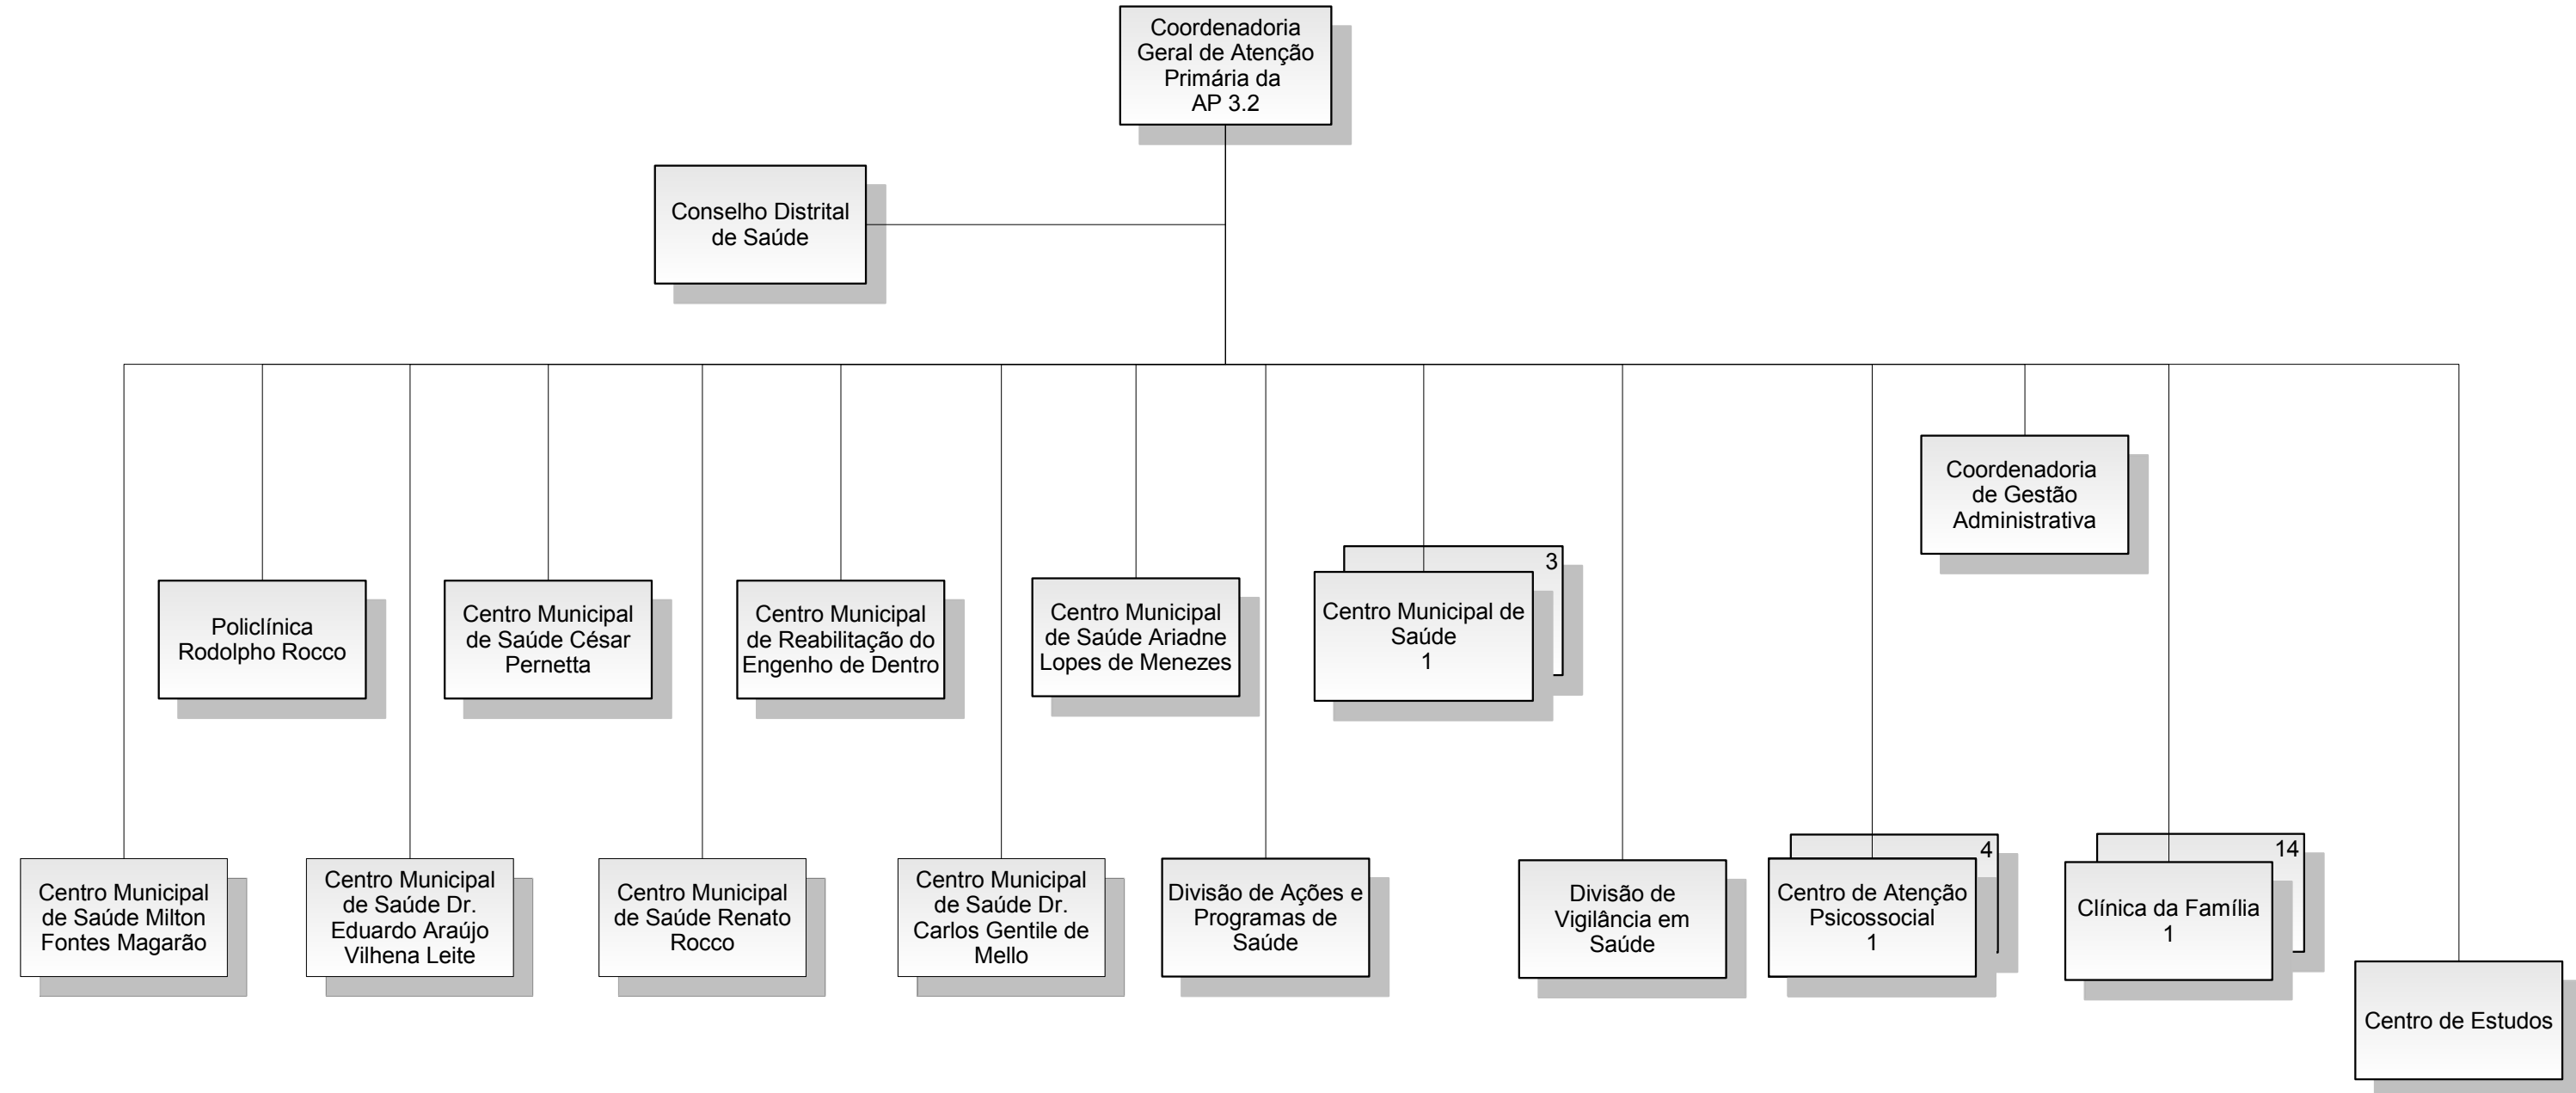 Coordenadoria
Geral de Atenção
Primária da
AP 3.2
Conselho Distrital
de Saúde
Coordenadoria
de Gestão
Administrativa
Policlínica
Rodolpho Rocco
Centro Municipal
de Saúde César
Pernetta
Centro Municipal
de Reabilitação do
Engenho de Dentro
Centro Municipal
de Saúde Ariadne
Lopes de Menezes
3
Centro Municipal de
Saúde
1
Centro Municipal
de Saúde Milton
Fontes Magarão
Centro Municipal
de Saúde Dr.
Eduardo Araújo
Vilhena Leite
Centro Municipal
de Saúde Renato
Rocco
Centro Municipal
de Saúde Dr.
Carlos Gentile de
Mello
Divisão de Ações e
Programas de
Saúde
Divisão de
Vigilância em
Saúde
4
Centro de Atenção
Psicossocial
1
14
Clínica da Família
1
Centro de Estudos